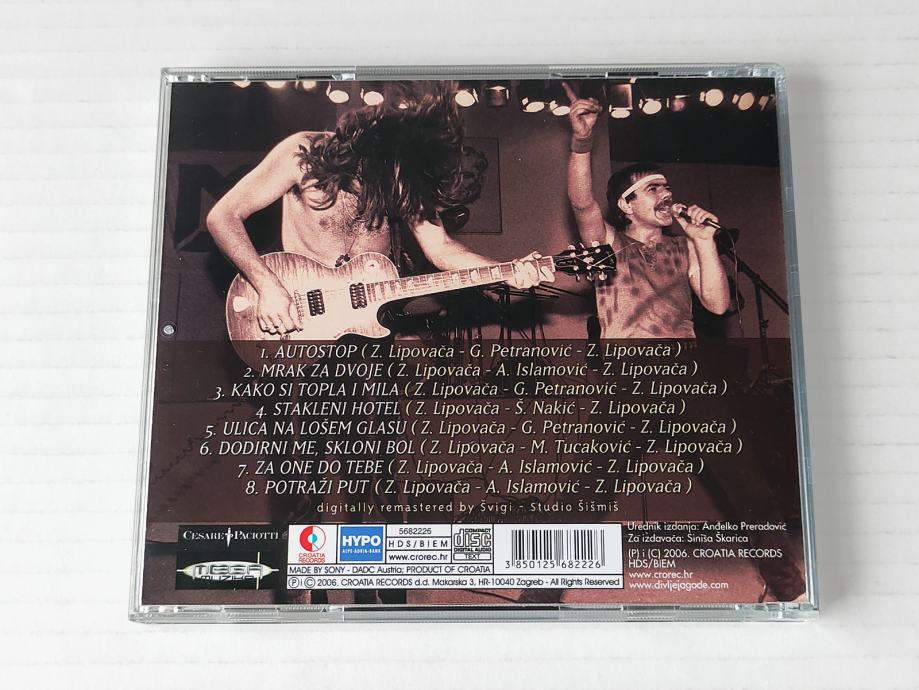 1. AUTOSTOP ( Z. Lipovača - G. Petranović - Z. Lipovača )
2. MRAK ZA DVOJE ( Z. Lipovača - A. Islamović - Z. Lipovača )
3. KAKO SI TOPLA I MILA ( Z. Lipovača - G. Petranović - Z. Lipovača )
4. STAKLENI HOTEL ( Z. Lipovača - Š. Nakić - Z. Lipovača )
5. ULICA NA LOŠEM GLASU ( Z. Lipovača - G. Petranović - Z. Lipovača )
6. DODIRNI ME, SKLONI BOL ( Z. Lipovača - M. Tucaković - Z. Lipovača )
7. ZA ONE DO TEBE ( Z. Lipovača - A. Islamović - Z. Lipovača )
8. POTRAŽI PUT ( Z. Lipovača - A. Islamović - Z. Lipovača )
digitally remastered by Švigi - Studio Šišmiš
CESARE PACIOTTI
MEGA MUZIKA
CROATIA RECORDS
HYPO
ALPE-ADRIA-BANK
5682226
HDS/BIEM
www.crorec.hr
COMPACT disc DIGITAL AUDIO
TEXT
3 850125 682226
MADE BY SONY - DADC Austria; PRODUCT OF CROATIA
(P) i © 2006. CROATIA RECORDS d.d. Makarska 3, HR-10040 Zagreb - All Rights Reserved
Urednik izdanja: Anđelko Preradović
Za izdavača: Siniša Škarica
(P) i (C) 2006. CROATIA RECORDS
HDS/BIEM
www.crorec.hr
www.divljejagode.com